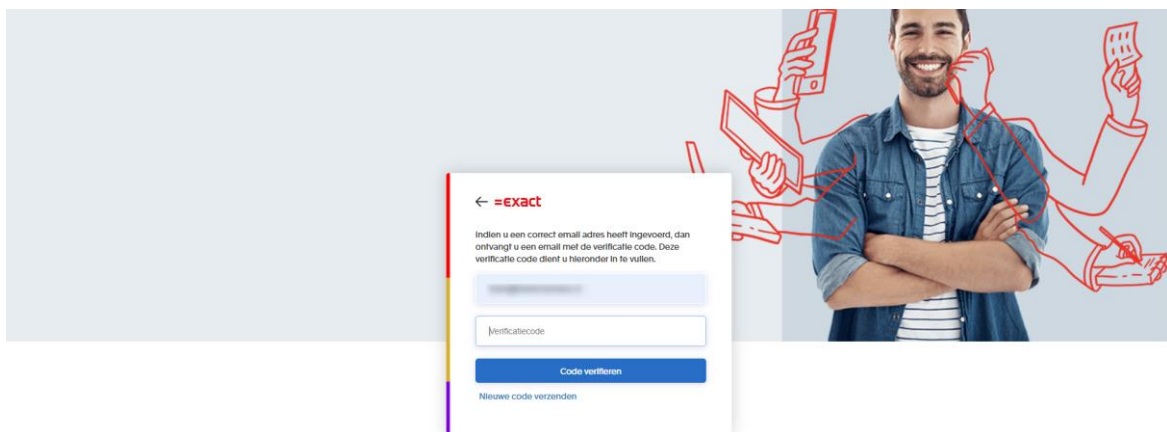 =exact
Indien u een correct email adres heeft ingevoerd, dan
ontvangt u een email met de verificatie code. Deze
verificatie code dient u hieronder in te vullen.
Verificatiecode
Code verifieren
Nieuwe code verzenden